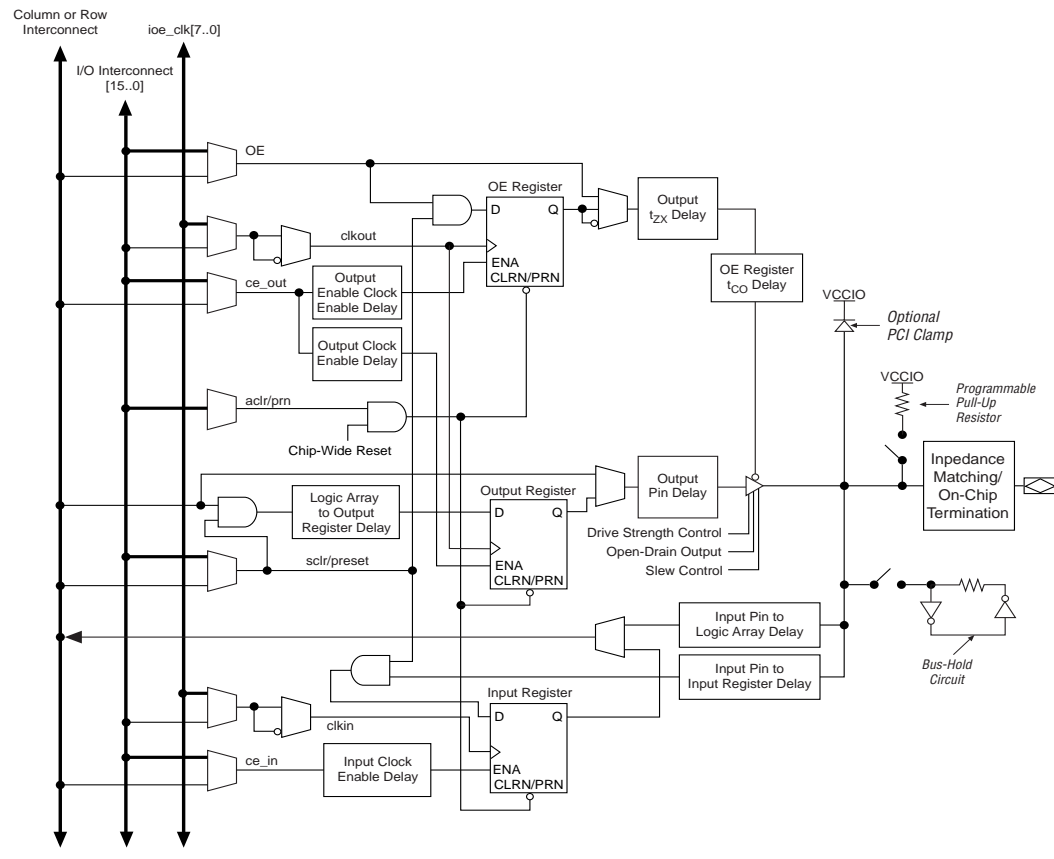 Column or Row
Interconnect
ioe_clk[7..0]
I/O Interconnect
[15..0]
OE
OE Register
D
Q
ENA
CLRN/PRN
Output
tZX Delay
clkout
ce_out
Output
Enable Clock
Enable Delay
OE Register
tCO Delay
Output Clock
Enable Delay
VCCIO
Optional
PCI Clamp
aclr/prn
Chip-Wide Reset
VCCIO
Programmable
Pull-Up
Resistor
Output
Pin Delay
Impedance
Matching/
On-Chip
Termination
Logic Array
to Output
Register Delay
Output Register
D
Q
ENA
CLRN/PRN
Drive Strength Control
Open-Drain Output
Slew Control
sclr/preset
Input Pin to
Logic Array Delay
Input Pin to
Input Register Delay
Bus-Hold
Circuit
Input Register
D
Q
ENA
CLRN/PRN
clkin
ce_in
Input Clock
Enable Delay